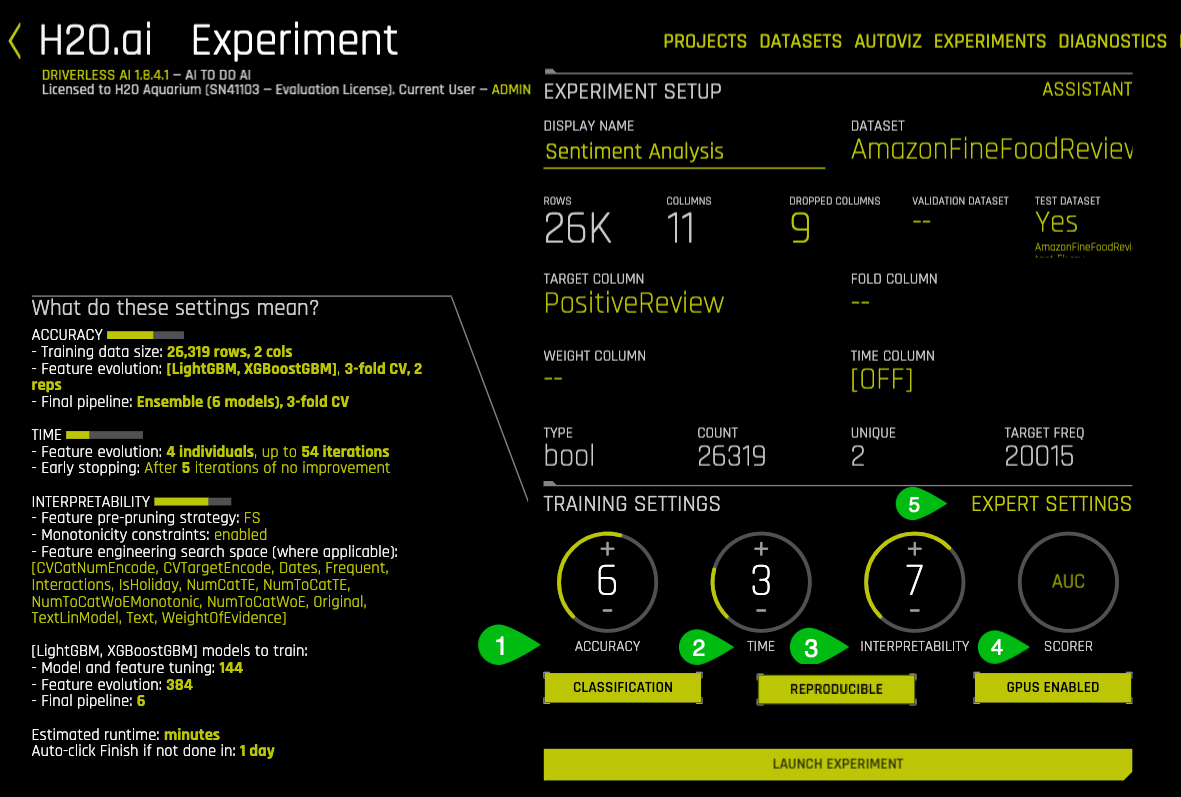 H2O.ai Experiment
PROJECTS DATASETS AUTOVIZ EXPERIMENTS DIAGNOSTICS
DRIVERLESS AI 1.8.4.1 – AI TO DO AI
Licensed to H2O Aquarium (SN41103 – Evaluation License). Current User – ADMIN
EXPERIMENT SETUP
ASSISTANT
DISPLAY NAME
DATASET
Sentiment Analysis
AmazonFineFoodReview
ROWS
COLUMNS
DROPPED COLUMNS
VALIDATION DATASET
TEST DATASET
26K
11
9
--
Yes
AmazonFineFoodRevi
TARGET COLUMN
FOLD COLUMN
PositiveReview
--
WEIGHT COLUMN
TIME COLUMN
--
[OFF]
TYPE
COUNT
UNIQUE
TARGET FREQ
bool
26319
2
20015
What do these settings mean?
ACCURACY
- Training data size: 26,319 rows, 2 cols
- Feature evolution: [LightGBM, XGBoostGBM], 3-fold CV, 2
reps
- Final pipeline: Ensemble (6 models), 3-fold CV
TIME
- Feature evolution: 4 individuals, up to 54 iterations
- Early stopping: After 5 iterations of no improvement
INTERPRETABILITY
- Feature pre-pruning strategy: FS
- Monotonicity constraints: enabled
- Feature engineering search space (where applicable):
[CVCatNumEncode, CVTargetEncode, Dates, Frequent,
Interactions, IsHoliday, NumCatTE, NumToCatTE,
NumToCatWoEMonotonic, NumToCatWoE, Original,
TextLinModel, Text, WeightOfEvidence]
[LightGBM, XGBoostGBM] models to train:
- Model and feature tuning: 144
- Feature evolution: 384
- Final pipeline: 6
Estimated runtime: minutes
Auto-click Finish if not done in: 1 day
TRAINING SETTINGS
5
EXPERT SETTINGS
+
+
+
6
3
7
AUC
-
-
-
1
ACCURACY
2
TIME
3
INTERPRETABILITY
4
SCORER
CLASSIFICATION
REPRODUCIBLE
GPUS ENABLED
LAUNCH EXPERIMENT